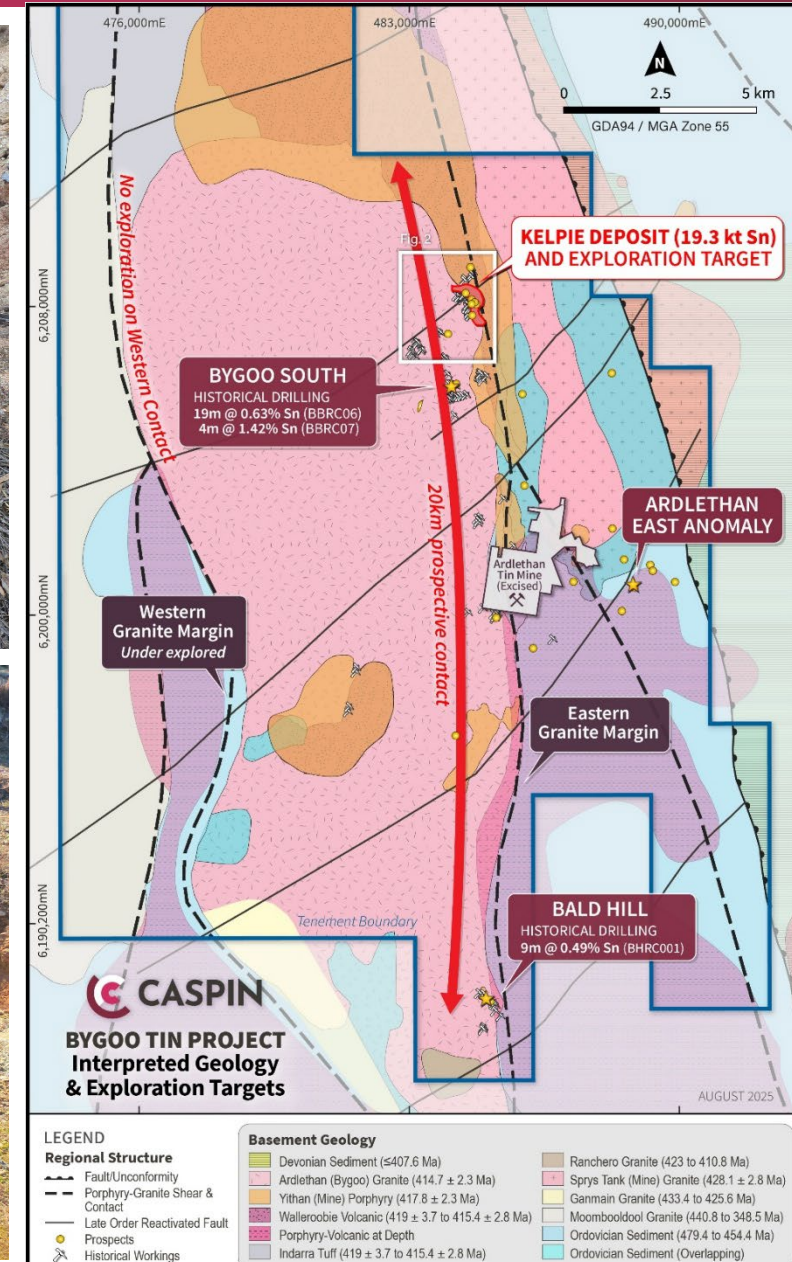 476,000mE
483,000mE
490,000mE
N
0 2.5 5 km
GDA94 / MGA Zone 55
No exploration on Western Contact
Fig. 2
KELPIE DEPOSIT (19.3 kt Sn)
AND EXPLORATION TARGET
6,208,000mN
BYGOO SOUTH
HISTORICAL DRILLING
19m @ 0.63% Sn (BBRC06)
4m @ 1.42% Sn (BBRC07)
ARDLETHAN
EAST ANOMALY
20km prospective contact
Ardlethan
Tin Mine
(Excised)
6,200,000mN
Western
Granite Margin
Under explored
Eastern
Granite Margin
6,190,200mN
Tenement Boundary
BALD HILL
HISTORICAL DRILLING
9m @ 0.49% Sn (BHRC001)
CASPIN
BYGOO TIN PROJECT
Interpreted Geology
& Exploration Targets
AUGUST 2025
LEGEND
Regional Structure
Fault/Unconformity
Porphyry-Granite Shear &
Contact
Late Order Reactivated Fault
Prospects
Historical Workings
Basement Geology
Devonian Sediment (≤407.6 Ma)
Ardlethan (Bygoo) Granite (414.7 ± 2.3 Ma)
Yithan (Mine) Porphyry (417.8 ± 2.3 Ma)
Walleroobie Volcanic (419 ± 3.7 to 415.4 ± 2.8 Ma)
Porphyry-Volcanic at Depth
Indarra Tuff (419 ± 3.7 to 415.4 ± 2.8 Ma)
Ranchero Granite (423 to 410.8 Ma)
Sprys Tank (Mine) Granite (428.1 ± 2.8 Ma)
Ganmain Granite (433.4 to 425.6 Ma)
Moombooldool Granite (440.8 to 348.5 Ma)
Ordovician Sediment (479.4 to 454.4 Ma)
Ordovician Sediment (Overlapping)